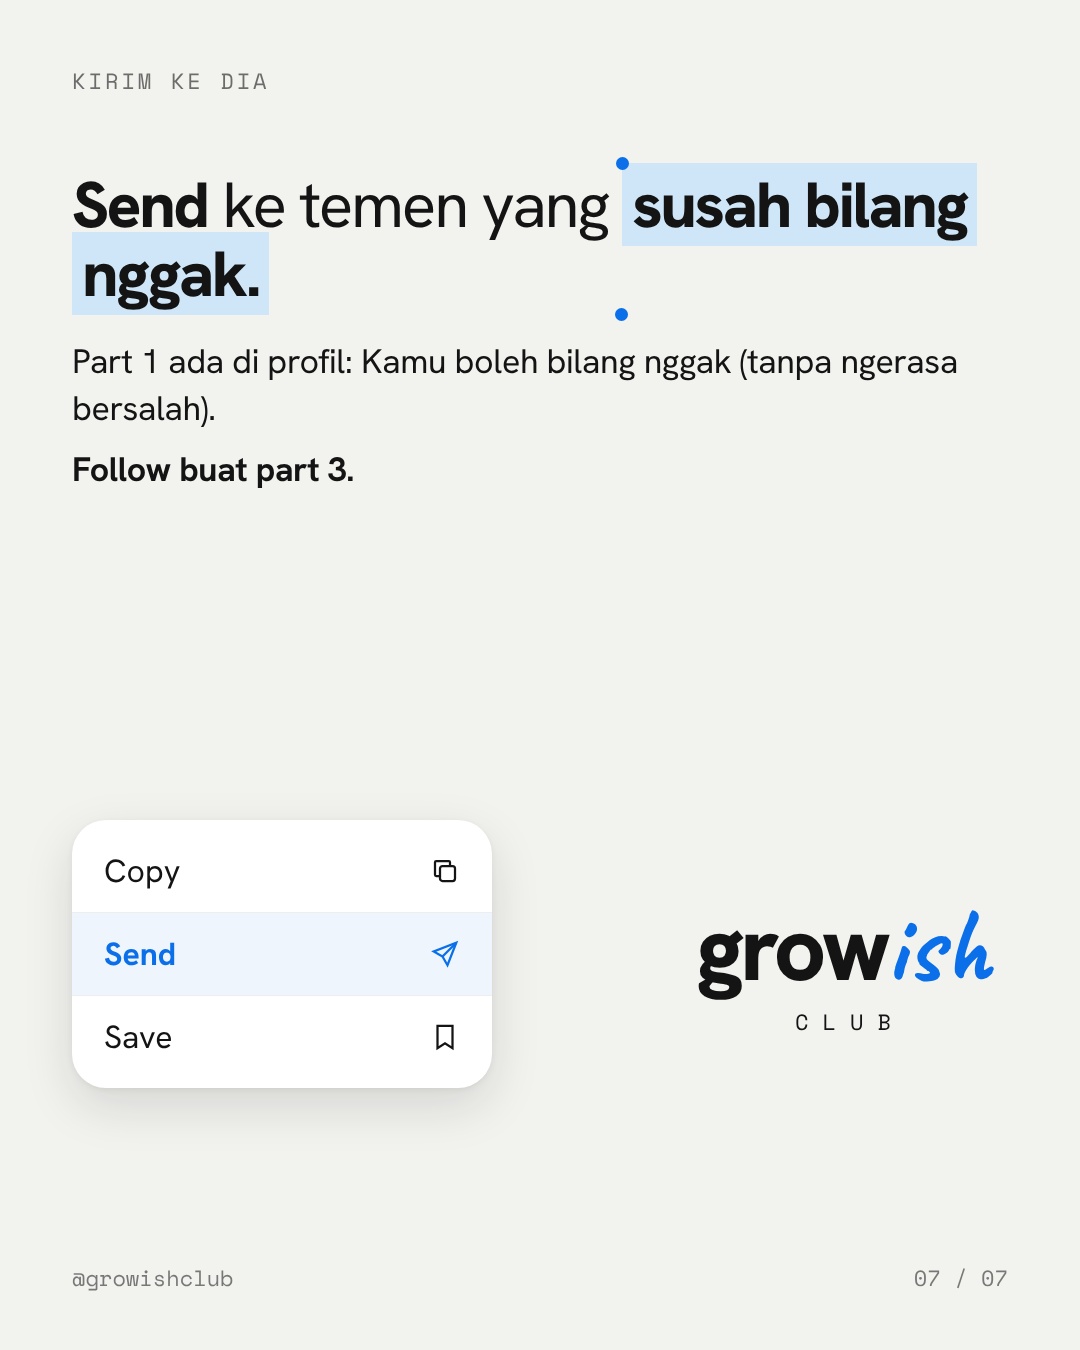 KIRIM KE DIA
Send ke temen yang susah bilang
nggak.
Part 1 ada di profil: Kamu boleh bilang nggak (tanpa ngerasa
bersalah).
Follow buat part 3.
Copy
Send
Save
growish
CLUB
@growishclub
07 / 07